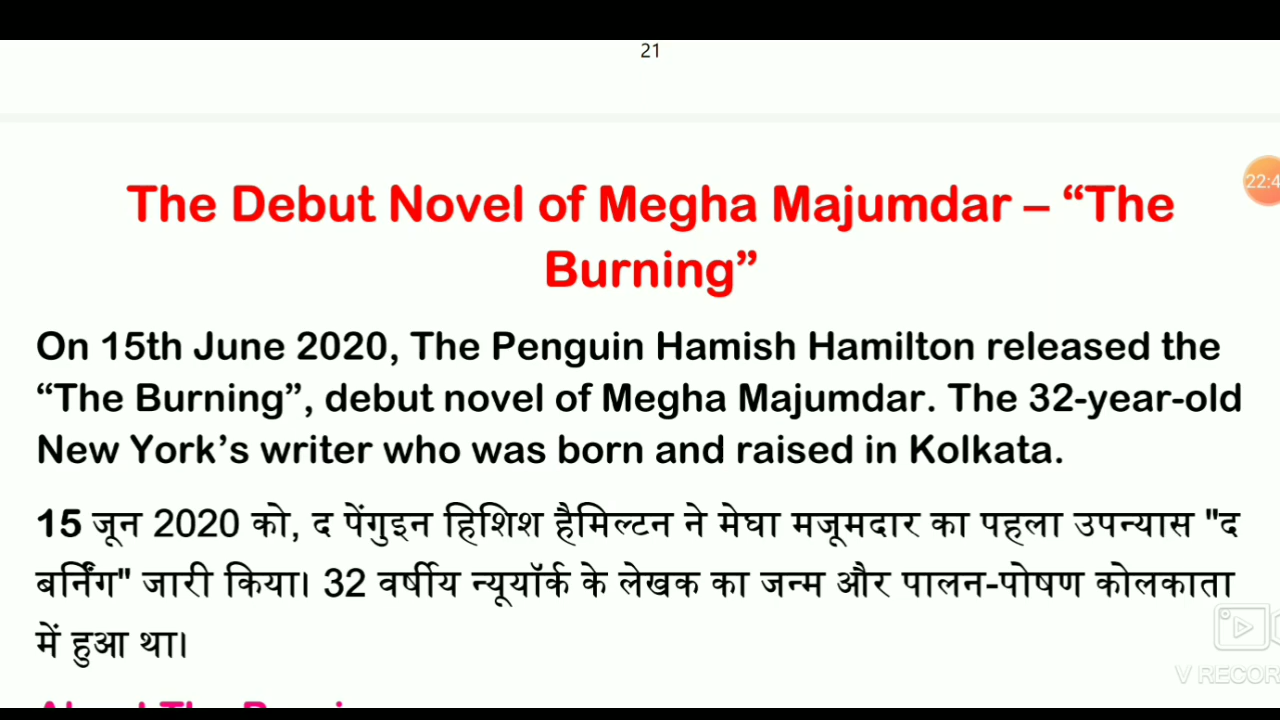 21
The Debut Novel of Megha Majumdar – “The
Burning”
22:4
On 15th June 2020, The Penguin Hamish Hamilton released the
“The Burning”, debut novel of Megha Majumdar. The 32-year-old
New York’s writer who was born and raised in Kolkata.
15 जून 2020 को, द पेंगुइन हिशिश हैमिल्टन ने मेघा मजूमदार का पहला उपन्यास "द
बर्निंग" जारी किया। 32 वर्षीय न्यूयॉर्क के लेखक का जन्म और पालन-पोषण कोलकाता
में हुआ था।
V RECOR